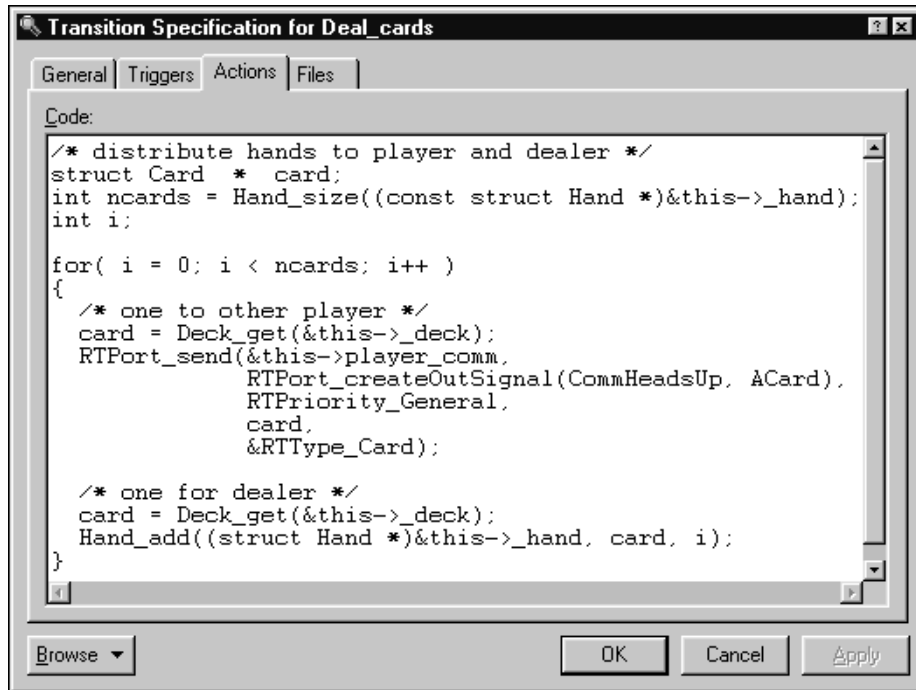 Transition Specification for Deal_cards
General Triggers Actions Files
Code:
/* distribute hands to player and dealer */
struct Card  *  card;
int ncards = Hand_size((const struct Hand *)&this->_hand);
int i;

for( i = 0; i < ncards; i++ )
{
  /* one to other player */
  card = Deck_get(&this->_deck);
  RTPort_send(&this->player_comm,
              RTPort_createOutSignal(CommHeadsUp, ACard),
              RTPriority_General,
              card,
              &RTType_Card);

  /* one for dealer */
  card = Deck_get(&this->_deck);
  Hand_add((struct Hand *)&this->_hand, card, i);
}
Browse OK Cancel Apply